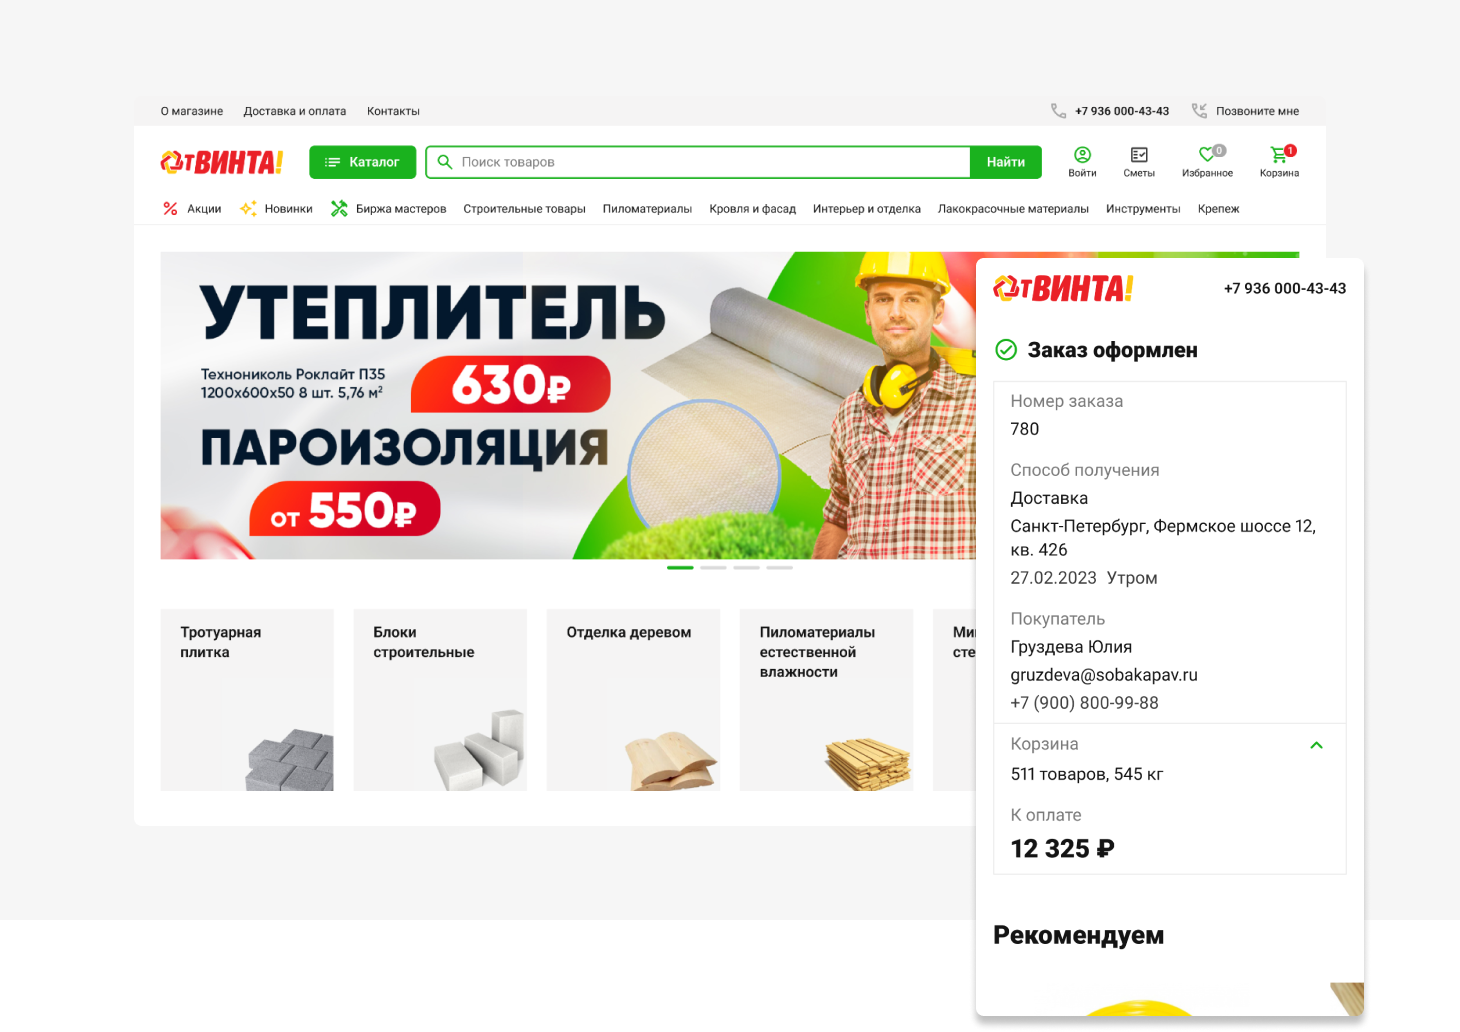 О магазине Доставка и оплата Контакты +7 936 000-43-43 Позвоните мне
отВИНТА! Каталог Поиск товаров Найти Войти Сметы 0 Избранное 1 Корзина
Акции Новинки Биржа мастеров Строительные товары Пиломатериалы Кровля и фасад Интерьер и отделка Лакокрасочные материалы Инструменты Крепеж
УТЕПЛИТЕЛЬ
Технониколь Роклайт П35
1200х600х50 8 шт. 5,76 м²
630₽
ПАРОИЗОЛЯЦИЯ
от 550₽
Тротуарная
плитка
Блоки
строительные
Отделка деревом
Пиломатериалы
естественной
влажности
Ми
сте
отВИНТА! +7 936 000-43-43
Заказ оформлен
Номер заказа
780
Способ получения
Доставка
Санкт-Петербург, Фермское шоссе 12,
кв. 426
27.02.2023 Утром
Покупатель
Груздева Юлия
gruzdeva@sobakapav.ru
+7 (900) 800-99-88
Корзина
511 товаров, 545 кг
К оплате
12 325 ₽
Рекомендуем